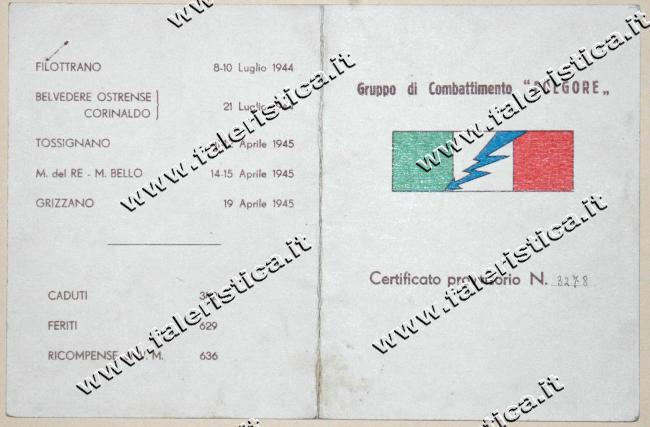 FILOTTRANO 8-10 Luglio 1944
BELVEDERE OSTRENSE
CORINALDO 21
TOSSIGNANO Aprile 1945
M. del RE - M. BELLO 14-15 Aprile 1945
GRIZZANO 19 Aprile 1945
CADUTI
FERITI 629
RICOMPENSE M. 636
Gruppo di Combattimento
Certificato N. 3278
www.faleristica.it
www.faleristica.it
www.faleristica.it
www.faleristica.it
www.faleristica.it
www.faleristica.it